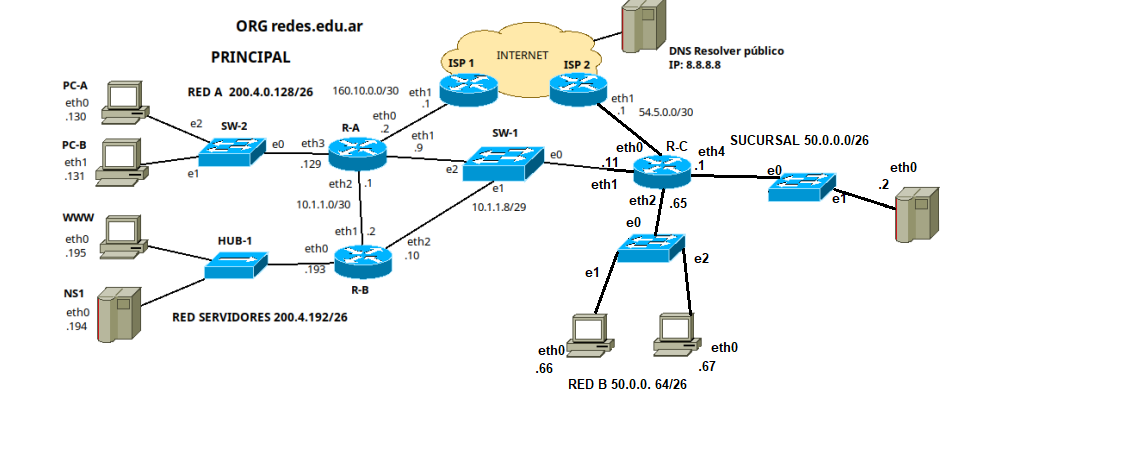 ORG redes.edu.ar
PRINCIPAL
INTERNET
ISP 1
ISP 2
DNS Resolver público
IP: 8.8.8.8
PC-A
eth0
.130
RED A 200.4.0.128/26
160.10.0.0/30
eth1
.1
eth1
.1
54.5.0.0/30
e2
SW-2
R-A
eth0
.2
PC-B
eth1
.131
e1
e0
eth3
.129
eth1
.9
SW-1
e2
e0
e1
eth0
R-C
.11
eth1
eth4
.1
SUCURSAL 50.0.0.0/26
e0
e1
eth0
.2
eth2
.1
10.1.1.0/30
10.1.1.8/29
eth2
.65
WWW
eth0
.195
HUB-1
eth1
.2
eth0
.193
eth2
.10
R-B
e0
e1
e2
NS1
eth0
.194
RED SERVIDORES 200.4.192/26
eth0
.66
eth0
.67
RED B 50.0.0. 64/26